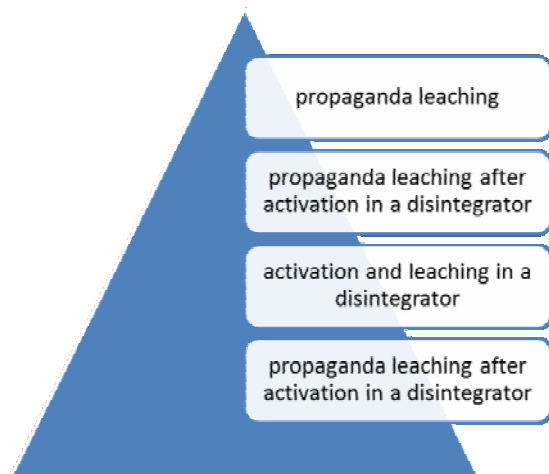 propaganda leaching
propaganda leaching after
activation in a disintegrator
activation and leaching in a
disintegrator
propaganda leaching after
activation in a disintegrator